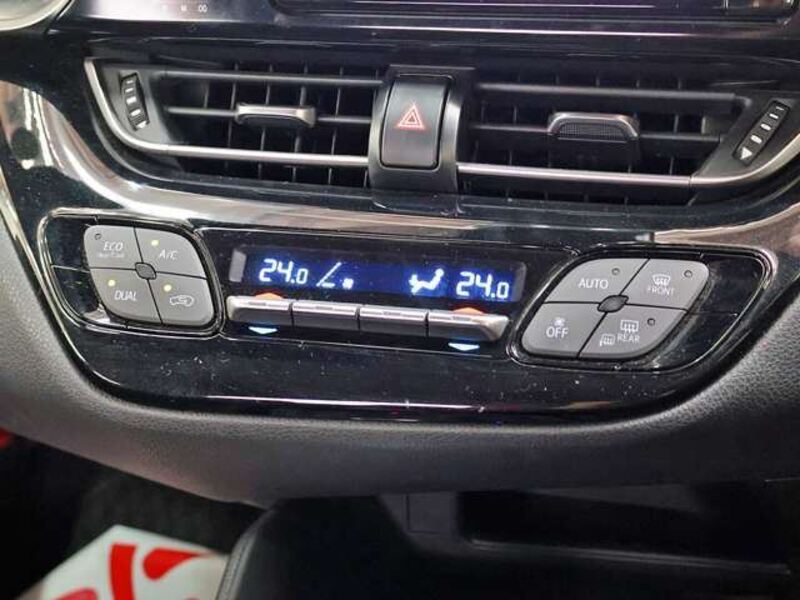 ECO
A/C
DUAL
24.0
24.0
AUTO
FRONT
OFF
REAR